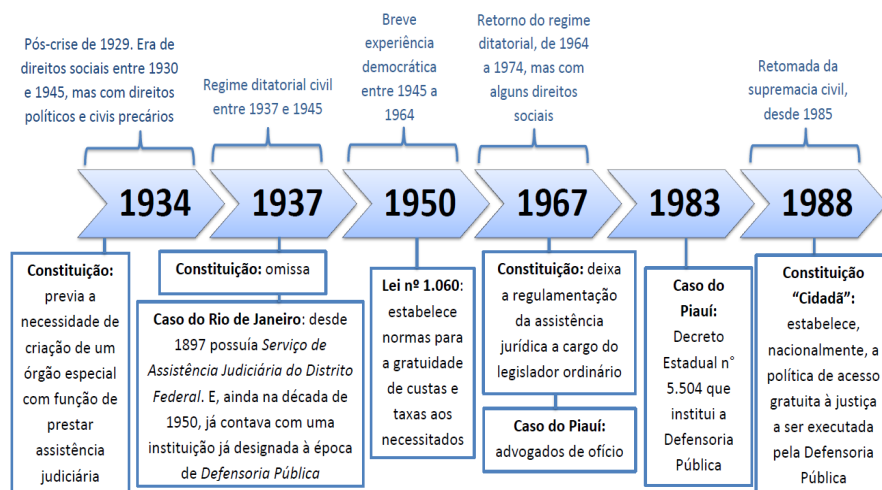 Pós-crise de 1929. Era de
direitos sociais entre 1930
e 1945, mas com direitos
políticos e civis precários
Regime ditatorial civil
entre 1937 e 1945
Breve
experiência
democrática
entre 1945 a
1964
Retorno do regime
ditatorial, de 1964
a 1974, mas com
alguns direitos
sociais
Retomada da
supremacia civil,
desde 1985
1934
1937
1950
1967
1983
1988
Constituição:
previa a
necessidade de
criação de um
órgão especial
com função de
prestar
assistência
judiciária
Constituição: omissa
Caso do Rio de Janeiro: desde
1897 possuía Serviço de
Assistência Judiciária do Distrito
Federal. E, ainda na década de
1950, já contava com uma
instituição já designada à época
de Defensoria Pública
Lei nº 1.060:
estabelece
normas para
a gratuidade
de custas e
taxas aos
necessitados
Constituição: deixa
a regulamentação
da assistência
jurídica a cargo do
legislador ordinário
Caso do Piauí:
advogados de ofício
Caso do
Piauí:
Decreto
Estadual n°
5.504 que
institui a
Defensoria
Pública
Constituição
“Cidadã”:
estabelece,
nacionalmente, a
política de acesso
gratuita à justiça
a ser executada
pela Defensoria
Pública